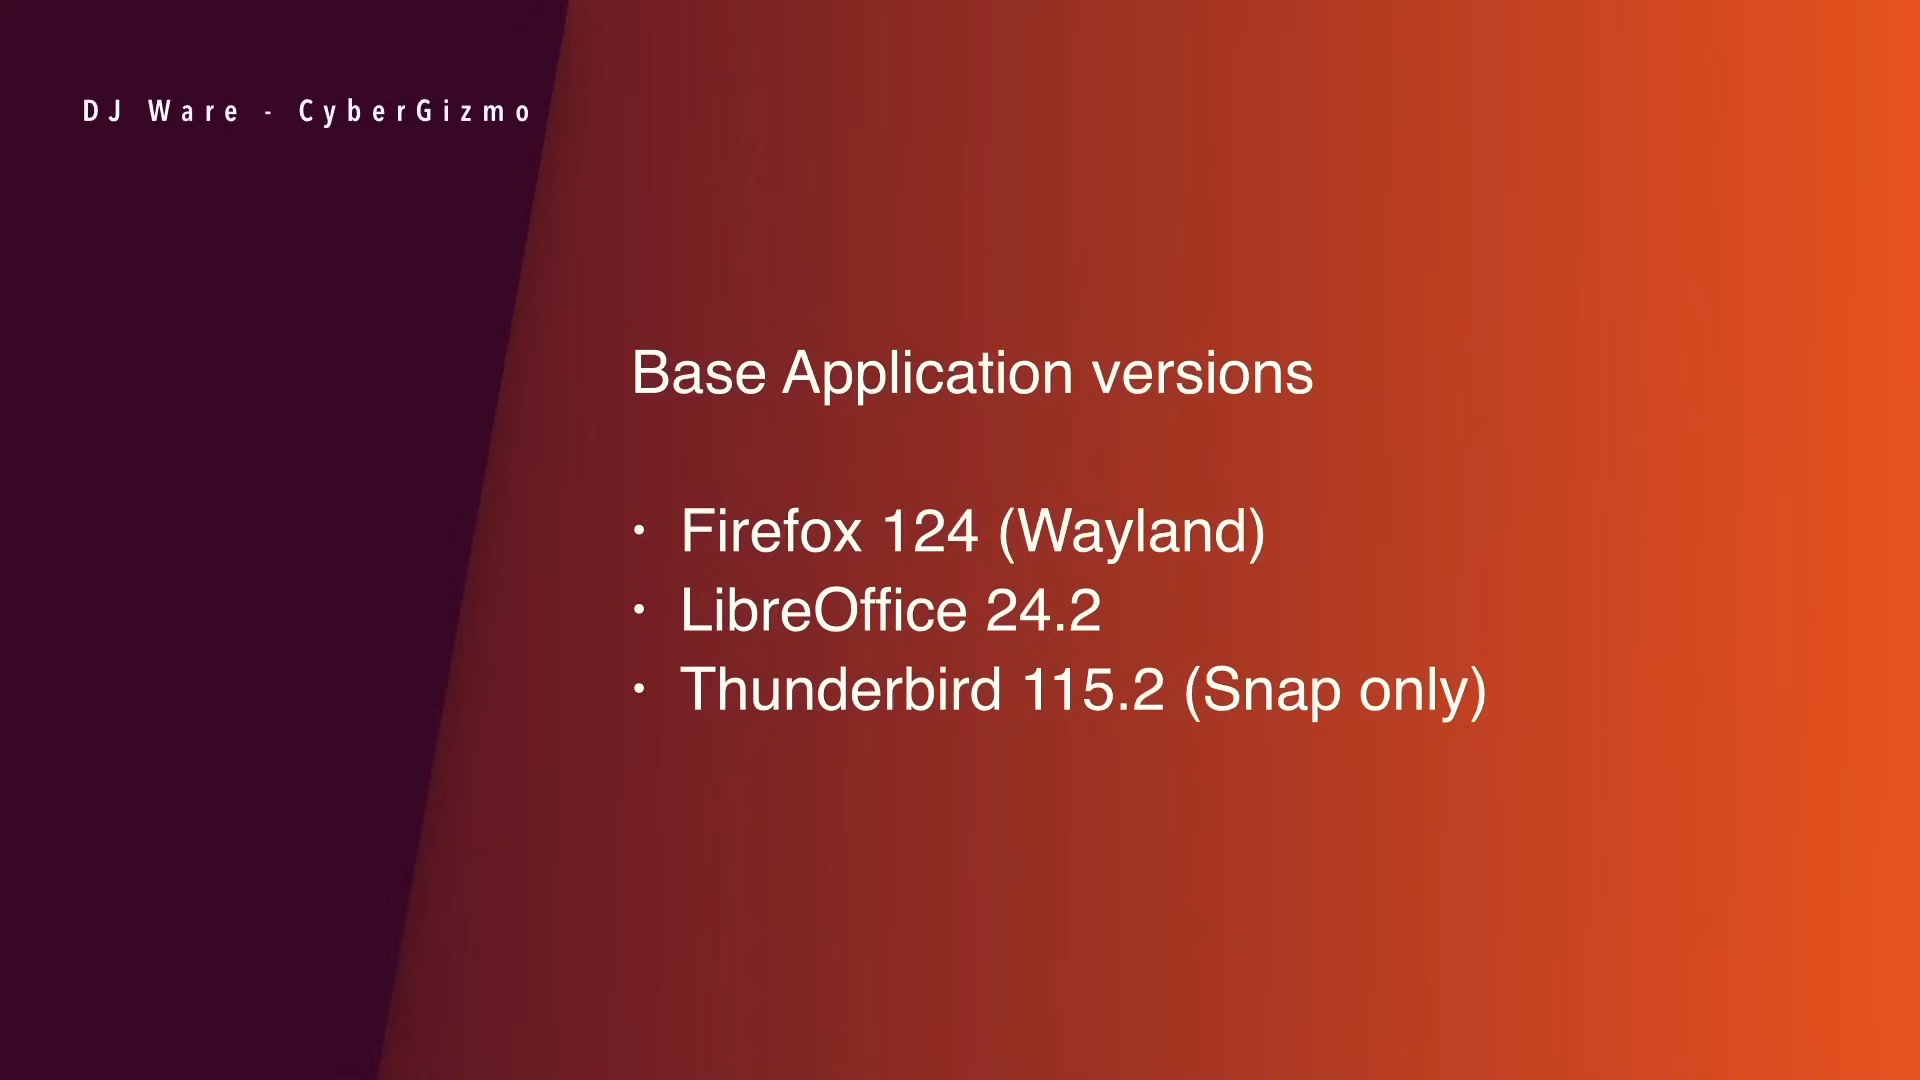 DJ Ware - CyberGizmo
Base Application versions
• Firefox 124 (Wayland)
• LibreOffice 24.2
• Thunderbird 115.2 (Snap only)